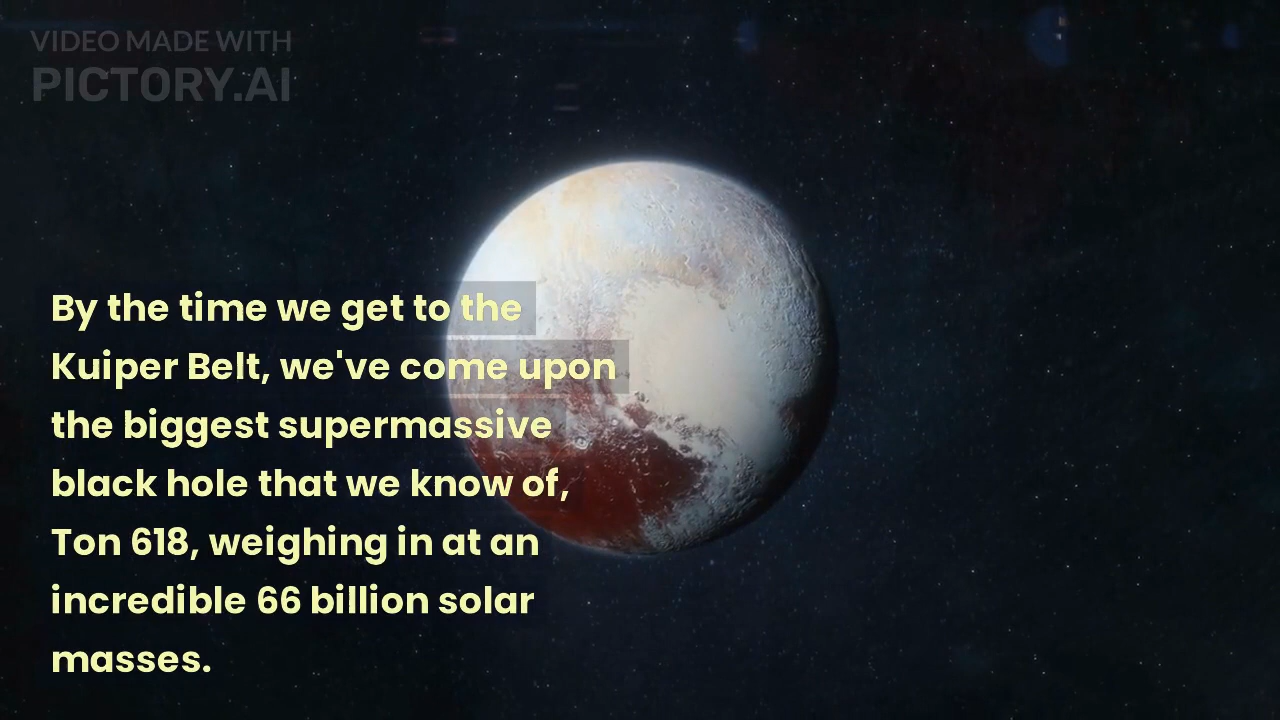 VIDEO MADE WITH
PICTORY.AI
By the time we get to the
Kuiper Belt, we've come upon
the biggest supermassive
black hole that we know of,
Ton 618, weighing in at an
incredible 66 billion solar
masses.